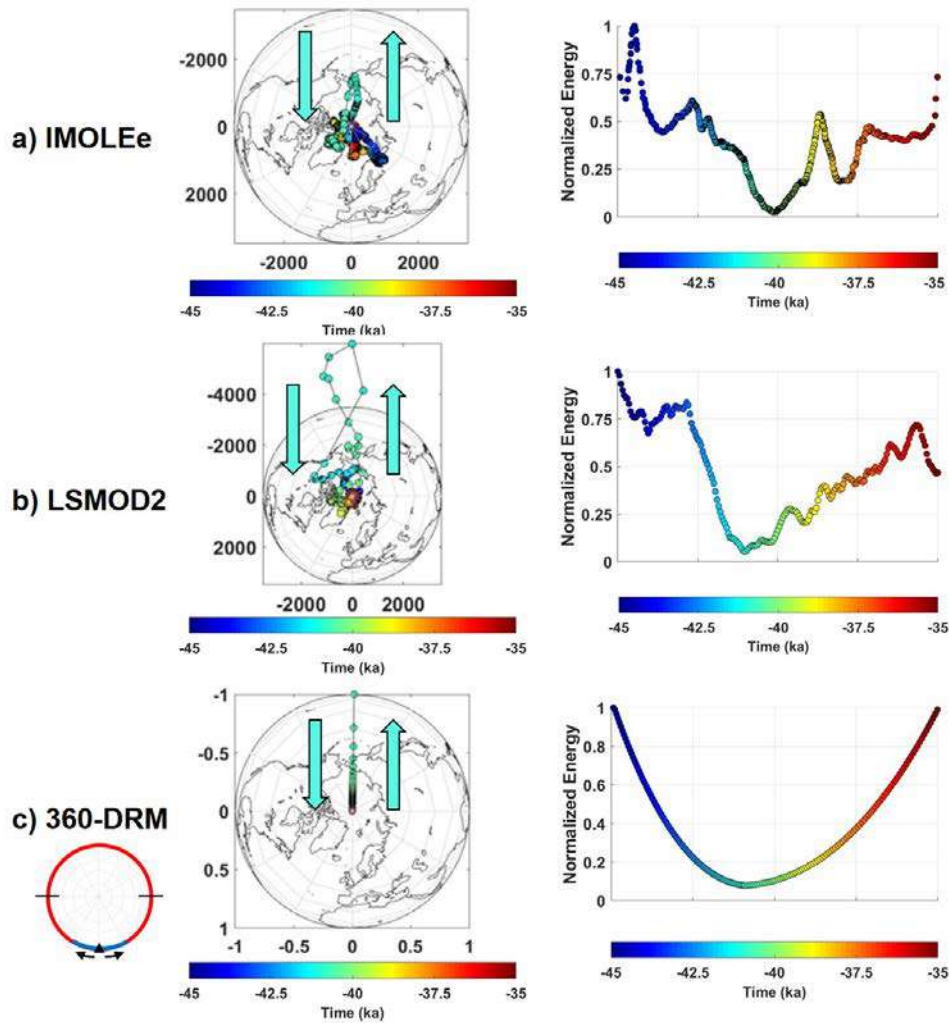 a) IMOLEe
-2000
0
2000
-2000 0 2000
-45 -42.5 -40 -37.5 -35
Time (ka)
Normalized Energy
1
0.75
0.5
0.25
0
-45 -42.5 -40 -37.5 -35
Time (ka)
b) LSMOD2
-4000
-2000
0
2000
-2000 0 2000
-45 -42.5 -40 -37.5 -35
Time (ka)
Normalized Energy
1
0.75
0.5
0.25
0
-45 -42.5 -40 -37.5 -35
Time (ka)
c) 360-DRM
-1
-0.5
0
0.5
1
-1 -0.5 0 0.5 1
-45 -42.5 -40 -37.5 -35
Time (ka)
Normalized Energy
1
0.8
0.6
0.4
0.2
0
-45 -42.5 -40 -37.5 -35
Time (ka)